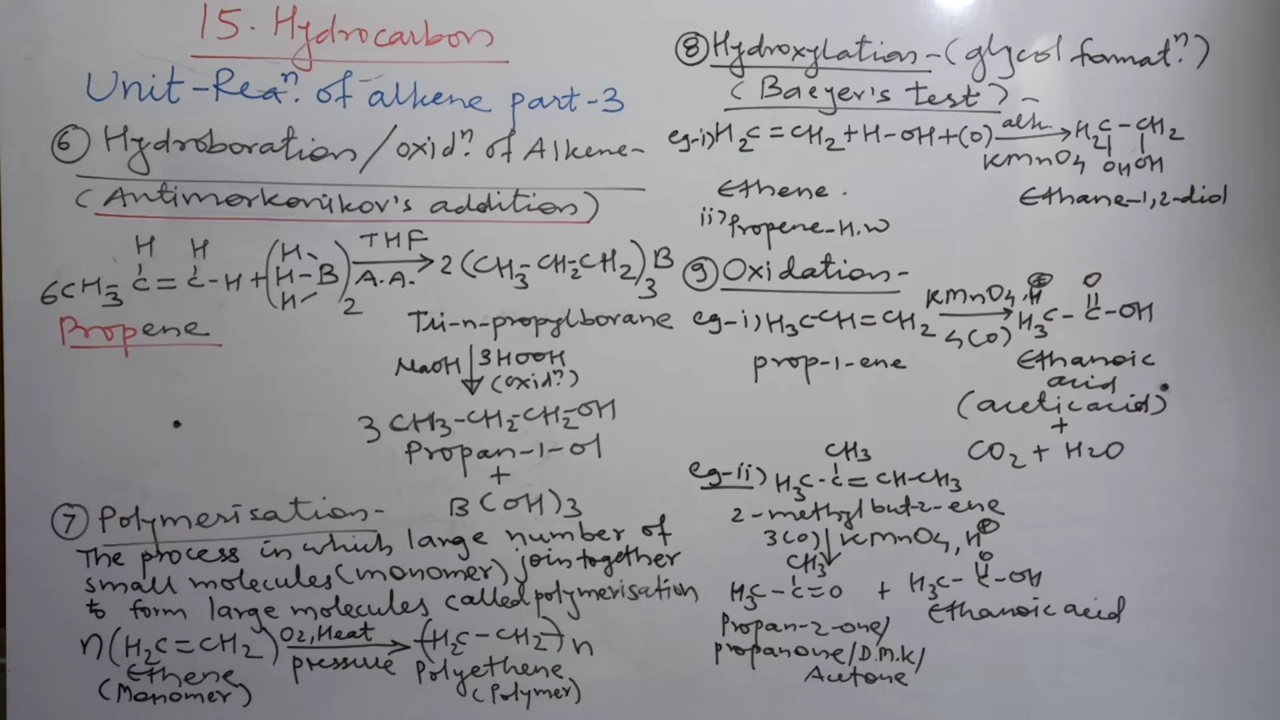 15. Hydrocarbon
Unit-Reaⁿ. of alkene part-3
⑥ Hydroboration/oxidⁿ. of Alkene-
(Antimorkonikov's addition)
H H
6CH3-C=C-H+(H-H-B-H)2 THF/A.A.→ 2(CH3-CH2-CH2)3B
Propene
Tri-n-propylborane
NaOH ↓ 3HOOH
(oxidⁿ.)
3 CH3-CH2-CH2-OH
Propan-1-ol
+
B(OH)3
⑦ Polymerisation-
The process in which large number of
small molecules (monomer) join together
to form large molecules called polymerisation
n(H2C=CH2) O2, Heat/pressure→ (H2C-CH2)n
Ethene Polyethene
(Monomer) (Polymer)
⑧ Hydroxylation-(glycol formatⁿ.)
(Baeyer's test)-
eg-i) H2C=CH2+H-OH+(O) alk./KMnO4→ H2C-CH2
OH OH
Ethene. Ethane-1,2-diol
ii) Propene-H.W
⑨ Oxidation-
O
eg-i) H3C-CH=CH2 KMnO4, H⊕/5(O)→ H3C-C-OH
prop-1-ene Ethanoic
acid
(acetic acid)
+
CO2 + H2O
CH3
eg-ii) H3C-C=CH-CH3
2-methylbut-2-ene
3(O) ↓ KMnO4, H⊕
CH3 O
H3C-C=O + H3C-C-OH
Propan-2-one/ Ethanoic acid
propanone/D.M.K/
Acetone